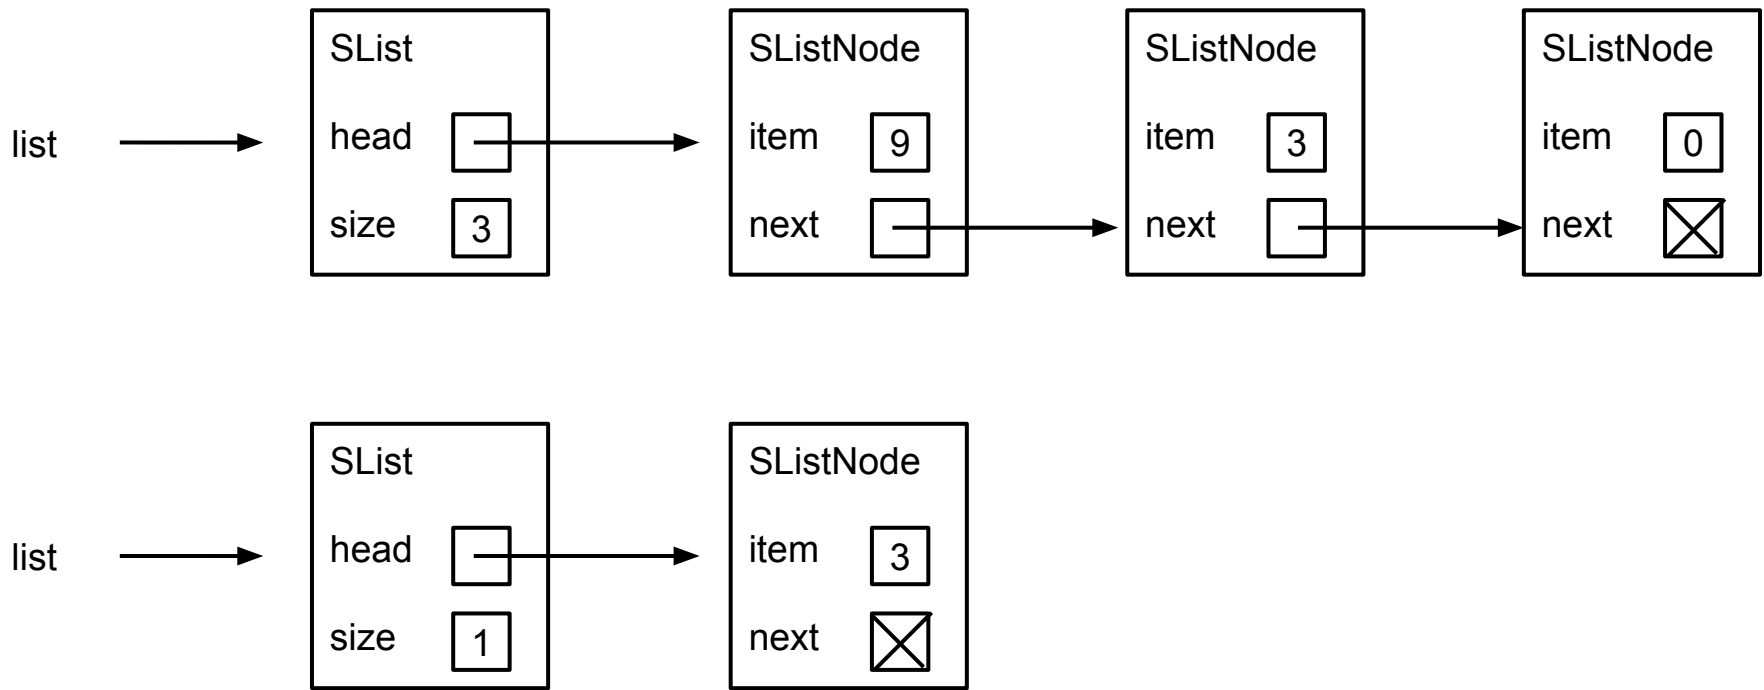 SList SListNode SListNode SListNode
list head item 9 item 3 item 0
size 3 next next next
SList SListNode
list head item 3
size 1 next